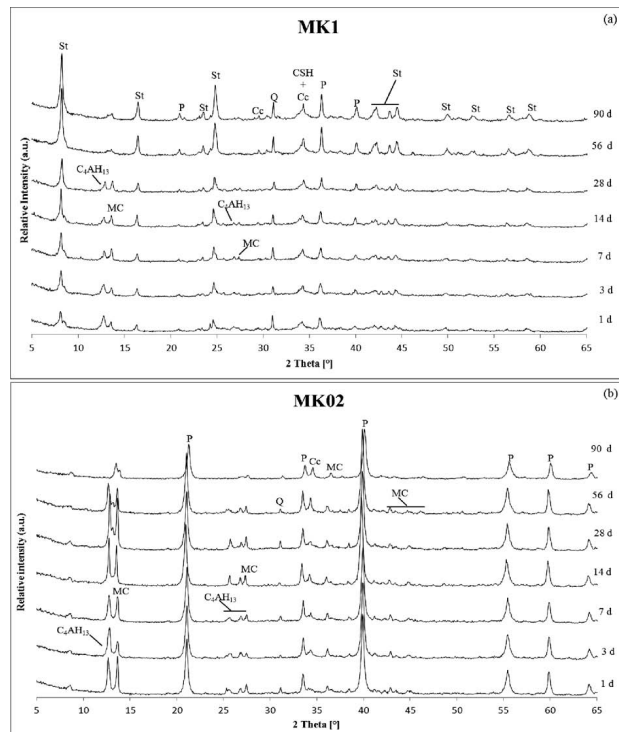 MK1
(a)
St
St
P
St
St
Cc
Q
CSH
+
Cc
P
P
St
St
St
St
St
90 d
56 d
28 d
C₄AH₁₃
MC
C₄AH₁₃
14 d
MC
7 d
3 d
1 d
Relative Intensity (a.u.)
5 10 15 20 25 30 35 40 45 50 55 60 65
2 Theta [°]
MK02
(b)
P
P
Cc
MC
P
P
P
P
90 d
Q
MC
56 d
28 d
MC
14 d
MC
C₄AH₁₃
7 d
C₄AH₁₃
3 d
1 d
Relative intensity (a.u.)
5 10 15 20 25 30 35 40 45 50 55 60 65
2 Theta [°]